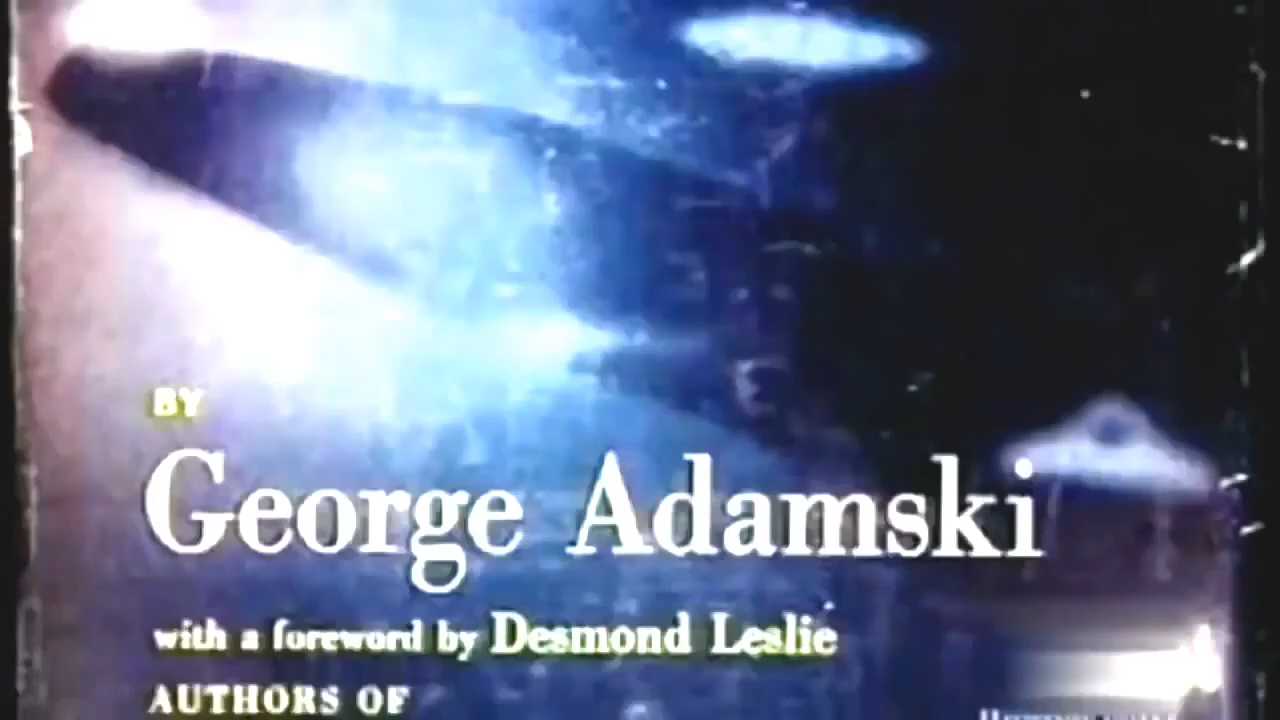 BY
George Adamski
with a foreword by Desmond Leslie
AUTHORS OF